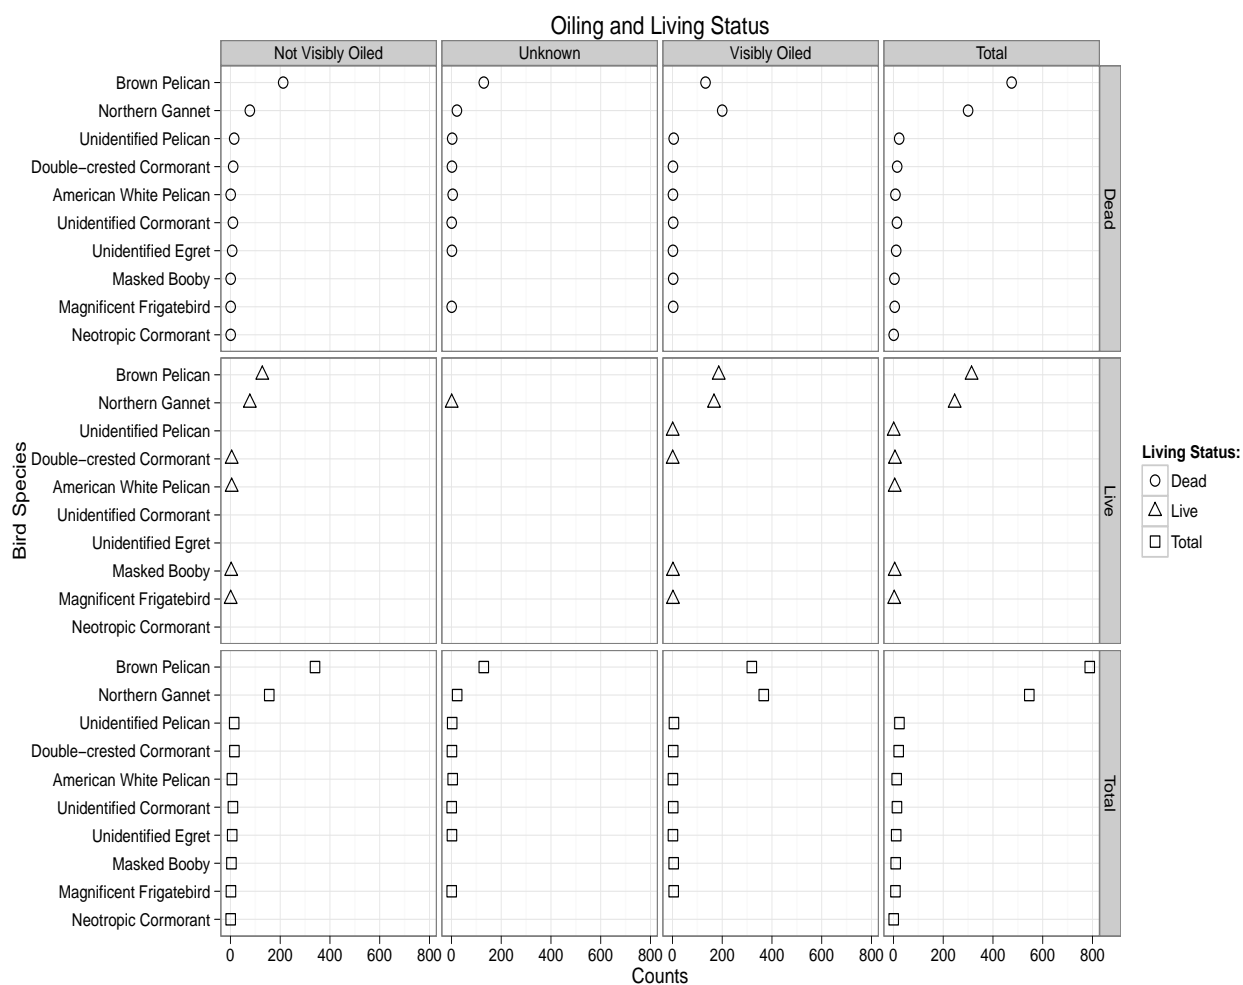 Oiling and Living Status
Not Visibly Oiled
Unknown
Visibly Oiled
Total
Brown Pelican
Northern Gannet
Unidentified Pelican
Double−crested Cormorant
American White Pelican
Unidentified Cormorant
Unidentified Egret
Masked Booby
Magnificent Frigatebird
Neotropic Cormorant
Dead
Brown Pelican
Northern Gannet
Unidentified Pelican
Double−crested Cormorant
American White Pelican
Unidentified Cormorant
Unidentified Egret
Masked Booby
Magnificent Frigatebird
Neotropic Cormorant
Live
Brown Pelican
Northern Gannet
Unidentified Pelican
Double−crested Cormorant
American White Pelican
Unidentified Cormorant
Unidentified Egret
Masked Booby
Magnificent Frigatebird
Neotropic Cormorant
Total
0 200 400 600 800
0 200 400 600 800
0 200 400 600 800
0 200 400 600 800
Counts
Bird Species
Living Status:
Dead
Live
Total